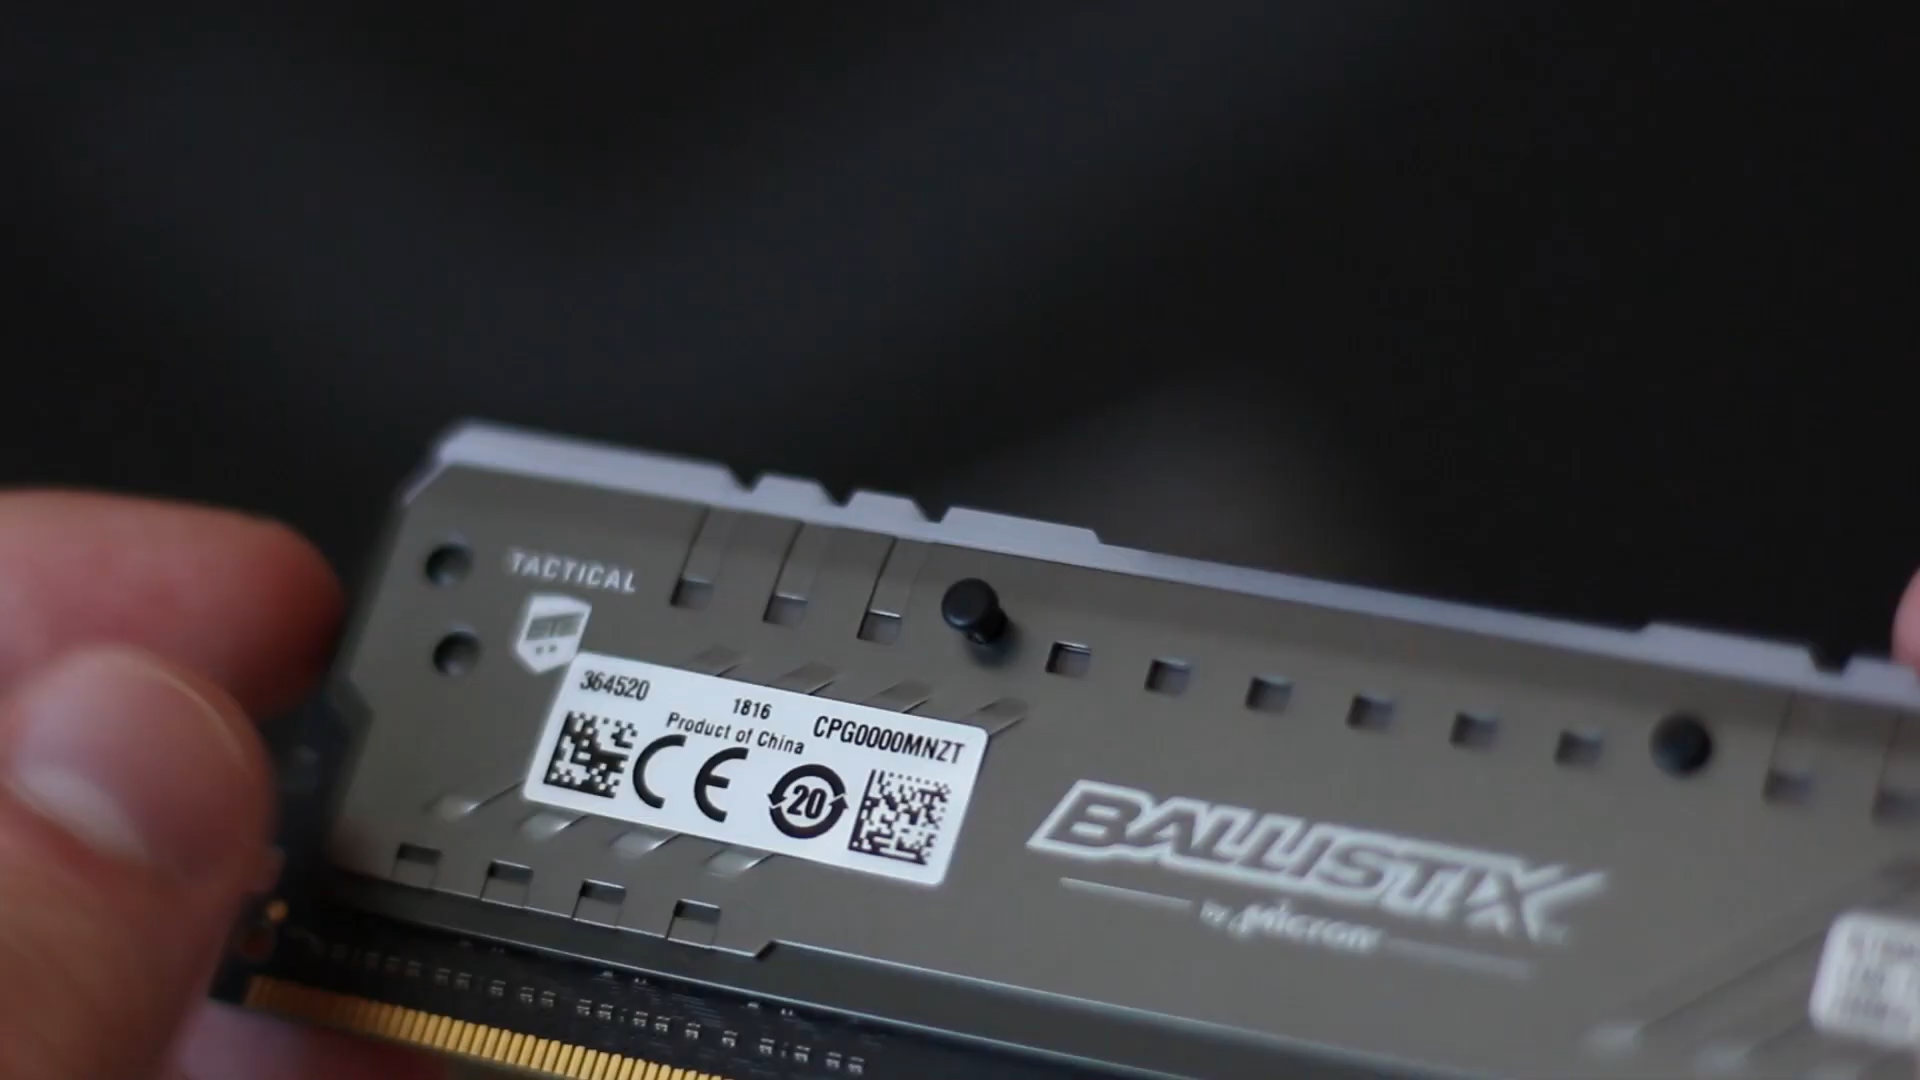 TACTICAL
364520
1816
Product of China
CPG0000MNZT
CE
20
BALLISTIX
by Micron